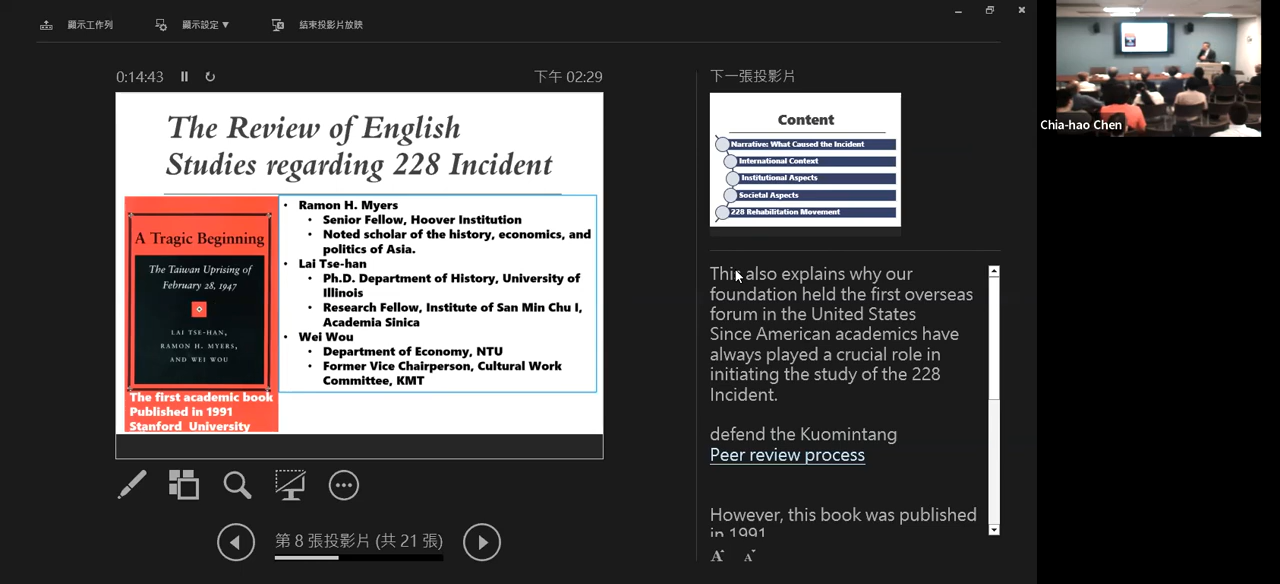 顯示工作列
顯示設定 ▼
結束投影片放映
0:14:43
下午 02:29
The Review of English
Studies regarding 228 Incident
A Tragic Beginning
The Taiwan Uprising of
February 28, 1947
LAI TSE-HAN,
RAMON H. MYERS,
AND WEI WOU
The first academic book
Published in 1991
Stanford University
• Ramon H. Myers
• Senior Fellow, Hoover Institution
• Noted scholar of the history, economics, and
politics of Asia.
• Lai Tse-han
• Ph.D. Department of History, University of
Illinois
• Research Fellow, Institute of San Min Chu I,
Academia Sinica
• Wei Wou
• Department of Economy, NTU
• Former Vice Chairperson, Cultural Work
Committee, KMT
第 8 張投影片 (共 21 張)
下一張投影片
Content
Narrative: What Caused the Incident
International Context
Institutional Aspects
Societal Aspects
228 Rehabilitation Movement
This also explains why our
foundation held the first overseas
forum in the United States
Since American academics have
always played a crucial role in
initiating the study of the 228
Incident.
defend the Kuomintang
Peer review process
However, this book was published
in 1991
A A
Chia-hao Chen